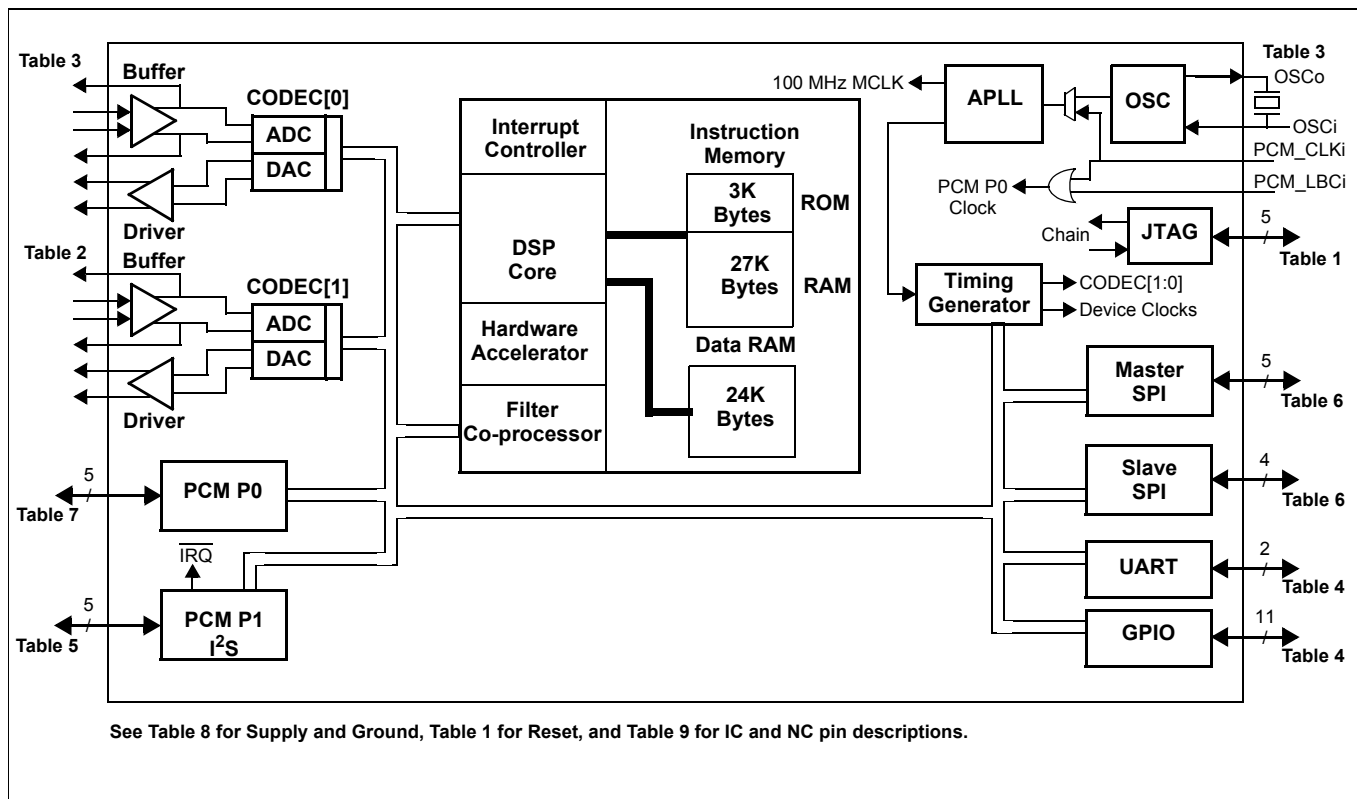 Table 3
Buffer
CODEC[0]
ADC
DAC
Driver
Table 2
Buffer
CODEC[1]
ADC
DAC
Driver
5
PCM P0
Table 7
IRQ
5
PCM P1
I²S
Table 5
Interrupt
Controller
DSP
Core
Hardware
Accelerator
Filter
Co-processor
Instruction
Memory
3K
Bytes
ROM
27K
Bytes
RAM
Data RAM
24K
Bytes
100 MHz MCLK
APLL
OSC
Table 3
OSCo
OSCi
PCM_CLKi
PCM_LBCi
PCM P0
Clock
Chain
JTAG
5
Table 1
Timing
Generator
CODEC[1:0]
Device Clocks
Master
SPI
5
Table 6
Slave
SPI
4
Table 6
UART
2
Table 4
GPIO
11
Table 4
See Table 8 for Supply and Ground, Table 1 for Reset, and Table 9 for IC and NC pin descriptions.